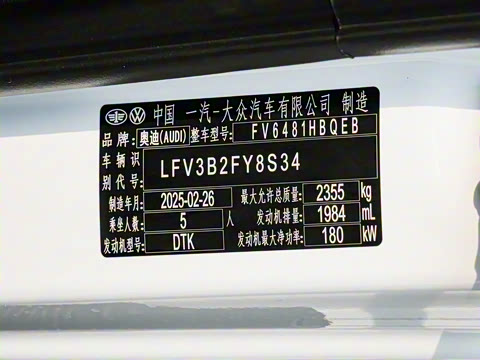 中国 一汽-大众汽车有限公司 制造
品牌: 奥迪(AUDI) 整车型号: FV6481HBQEB
车辆识别代号: LFV3B2FY8S34
制造年月: 2025-02-26 最大允许总质量: 2355 kg
乘坐人数: 5 人 发动机排量: 1984 mL
发动机型号: DTK 发动机最大净功率: 180 kW